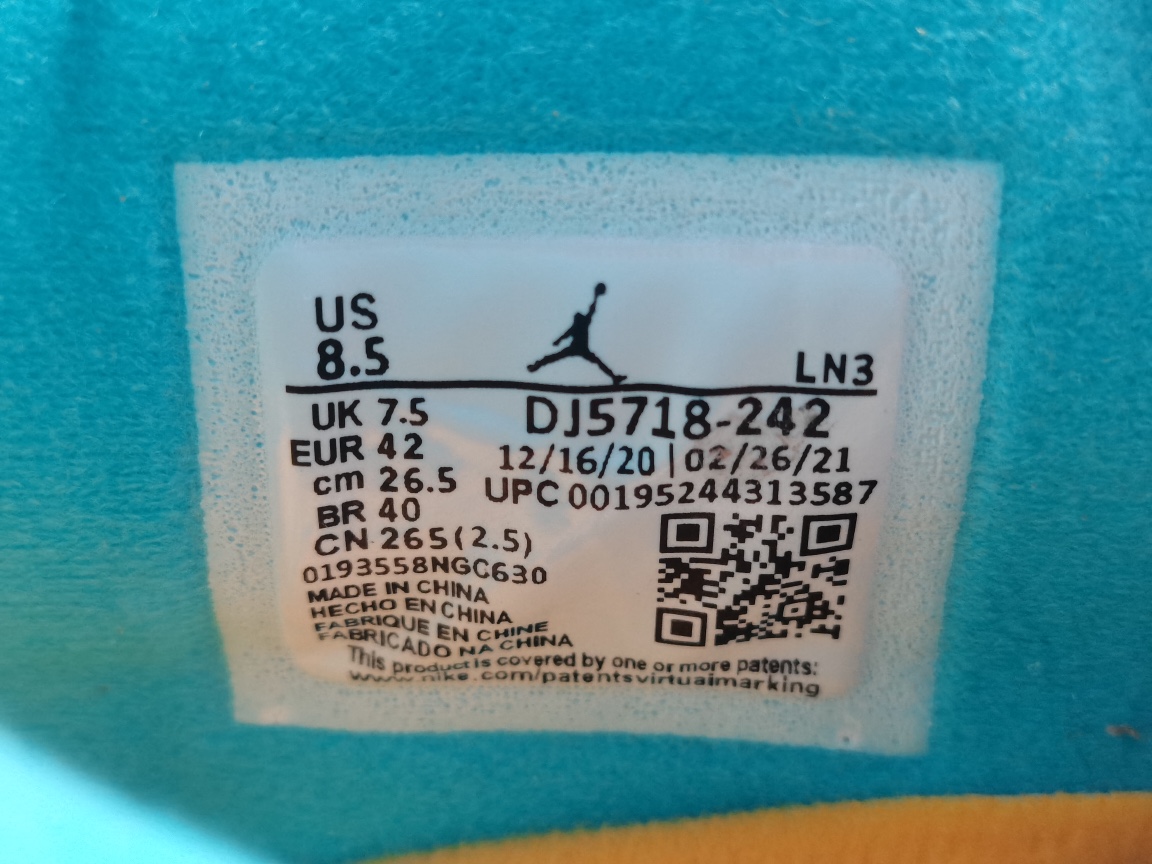 US
8.5
LN3
UK 7.5
DJ5718-242
EUR 42
12/16/20 | 02/26/21
cm 26.5
UPC 00195244313587
BR 40
CN 265(2.5)
0193558NGC630
MADE IN CHINA
HECHO EN CHINA
FABRIQUE EN CHINE
FABRICADO NA CHINA
This product is covered by one or more patents:
www.nike.com/patentsvirtualmarking